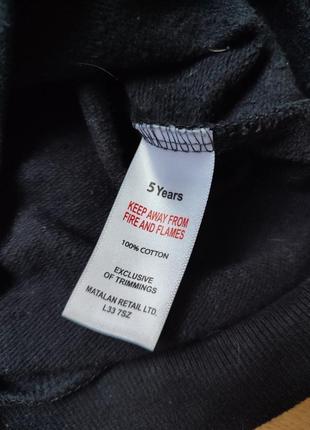 5 Years
KEEP AWAY FROM
FIRE AND FLAMES
100% COTTON
EXCLUSIVE
OF TRIMMINGS
MATALAN RETAIL LTD.
L33 7SZ